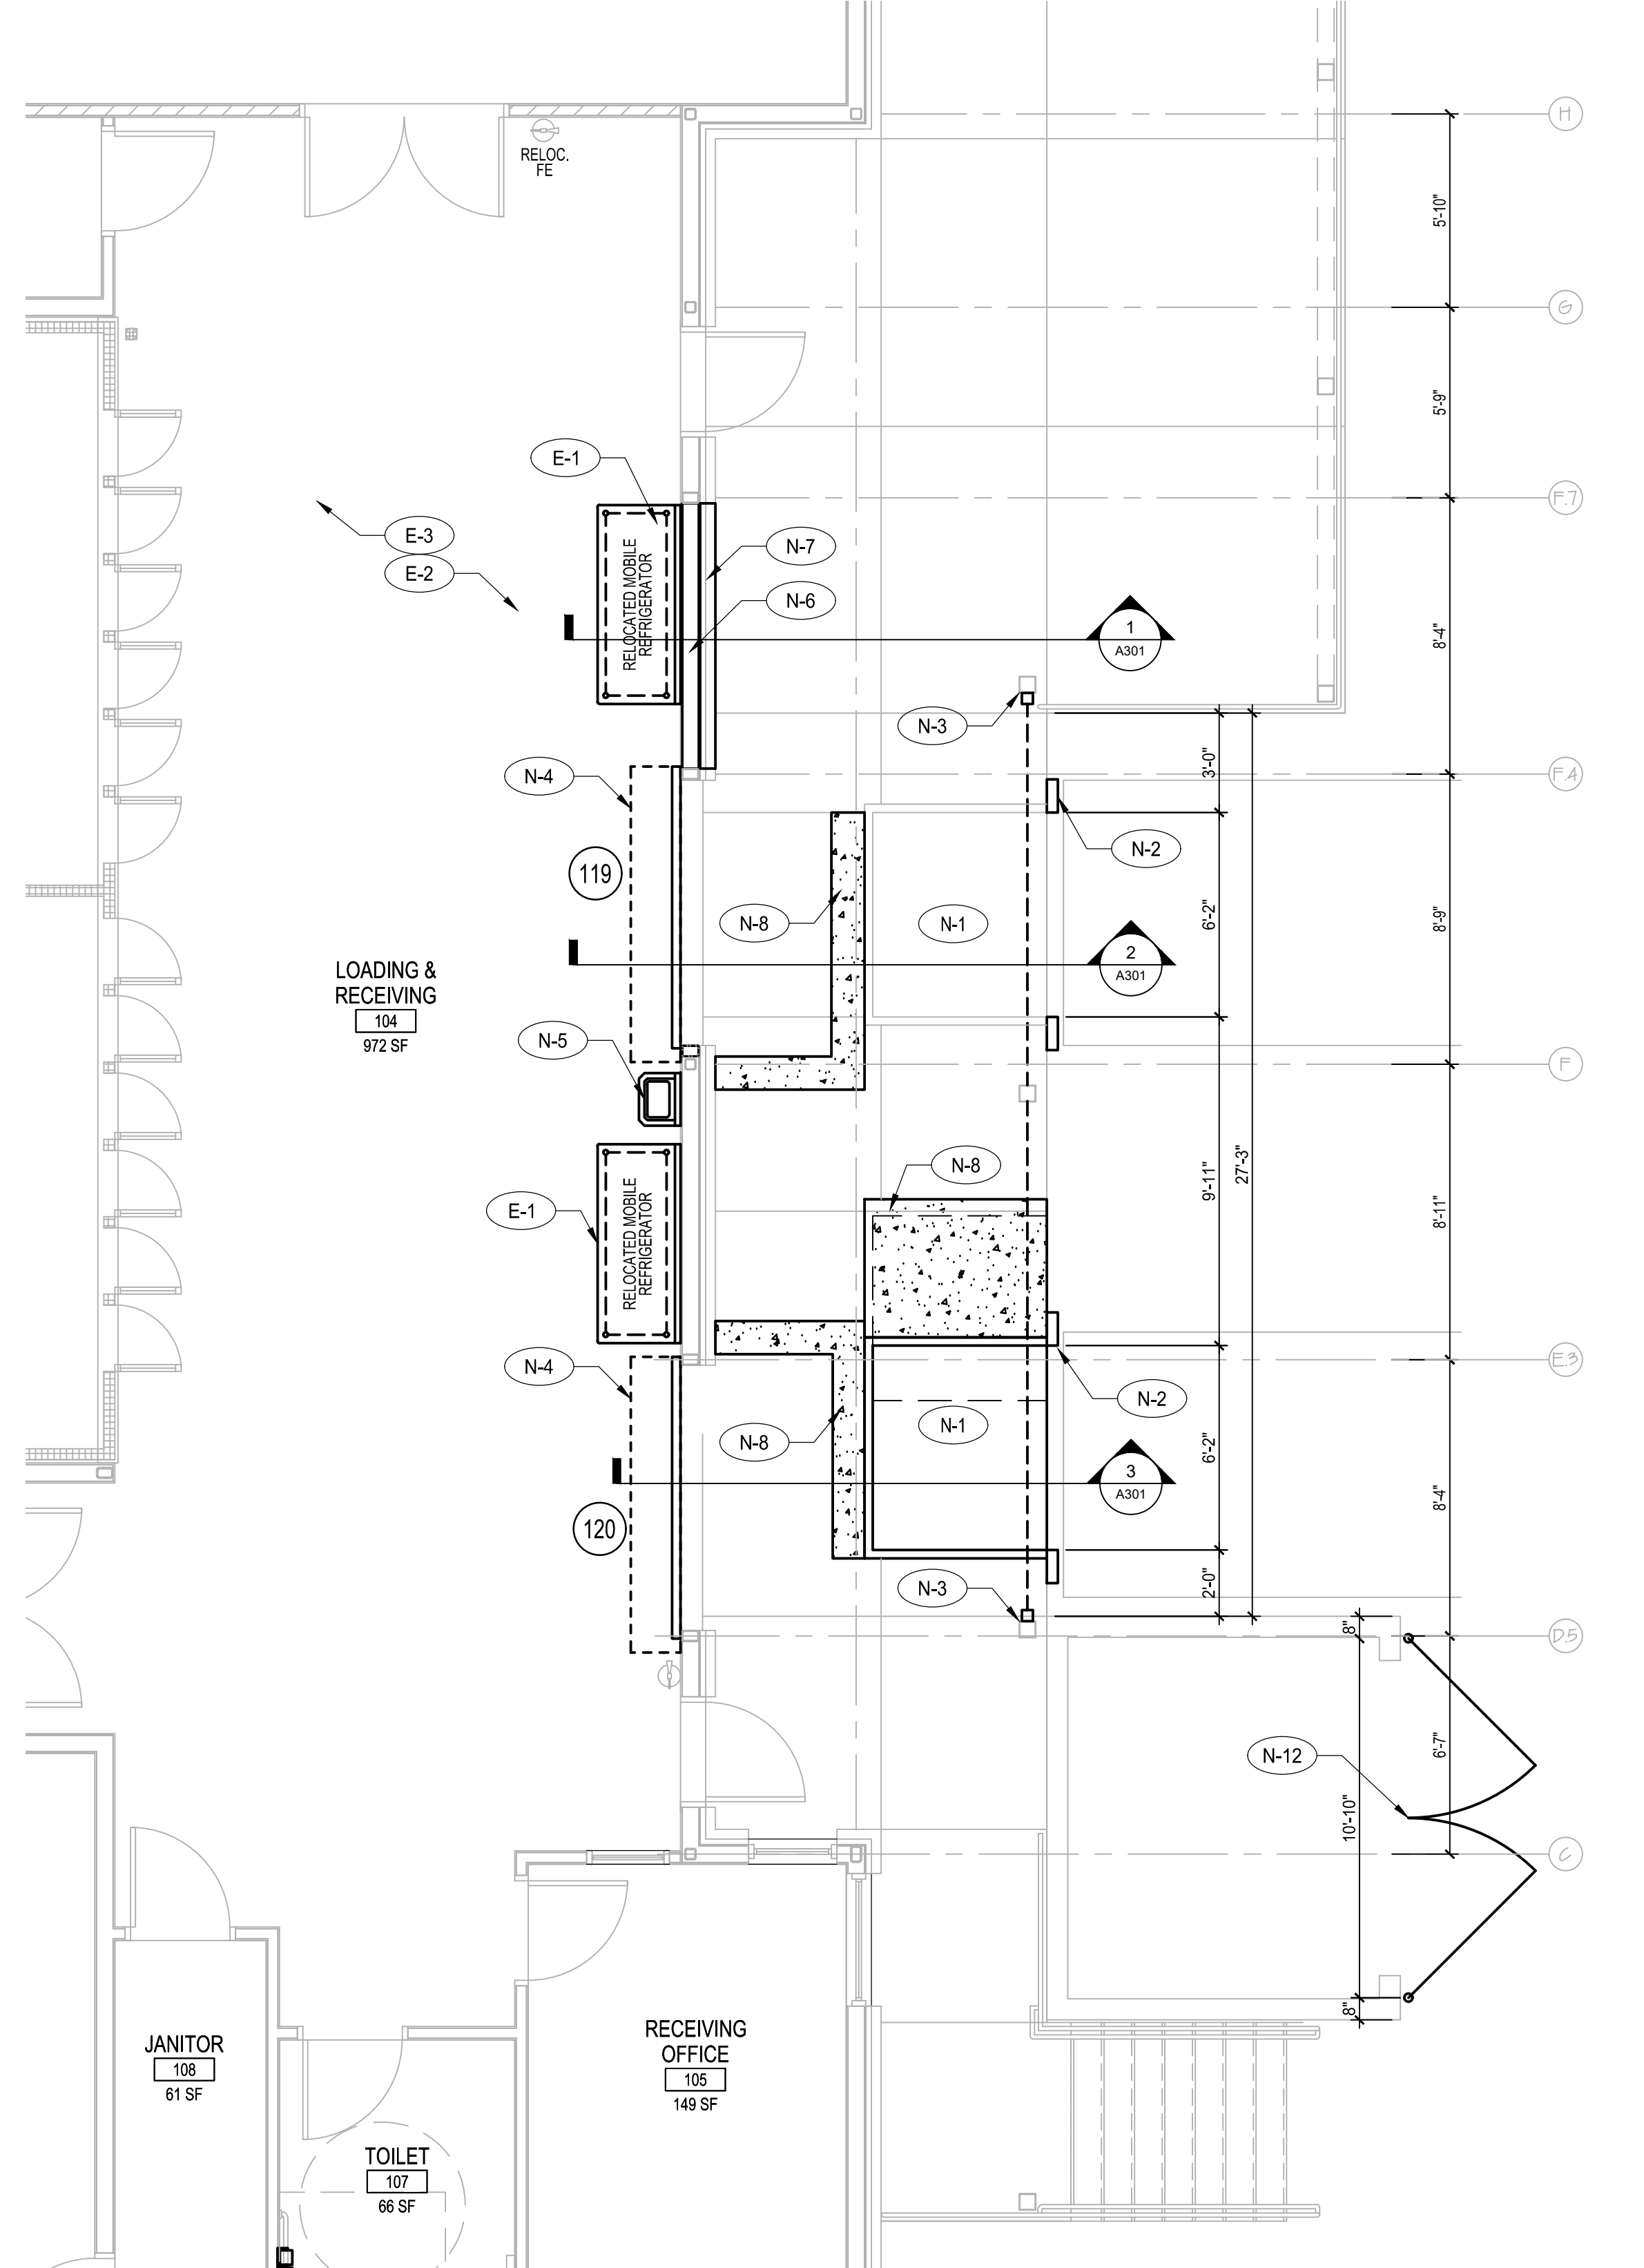 H
RELOC.
FE
5'-10"
G
5'-9"
E-1
F.7
E-3
E-2
N-7
N-6
RELOCATED MOBILE
REFRIGERATOR
1
A301
8'-4"
N-3
N-4
3'-0"
F.4
N-2
119
N-8
N-1
6'-2"
8'-9"
2
A301
LOADING &
RECEIVING
104
972 SF
N-5
F
N-8
9'-11"
27'-3"
8'-11"
E-1
RELOCATED MOBILE
REFRIGERATOR
N-4
E.3
N-2
N-1
N-8
6'-2"
3
A301
8'-4"
120
N-3
2'-0"
8"
D.5
N-12
6'-7"
10'-10"
C
8"
JANITOR
108
61 SF
RECEIVING
OFFICE
105
149 SF
TOILET
107
66 SF